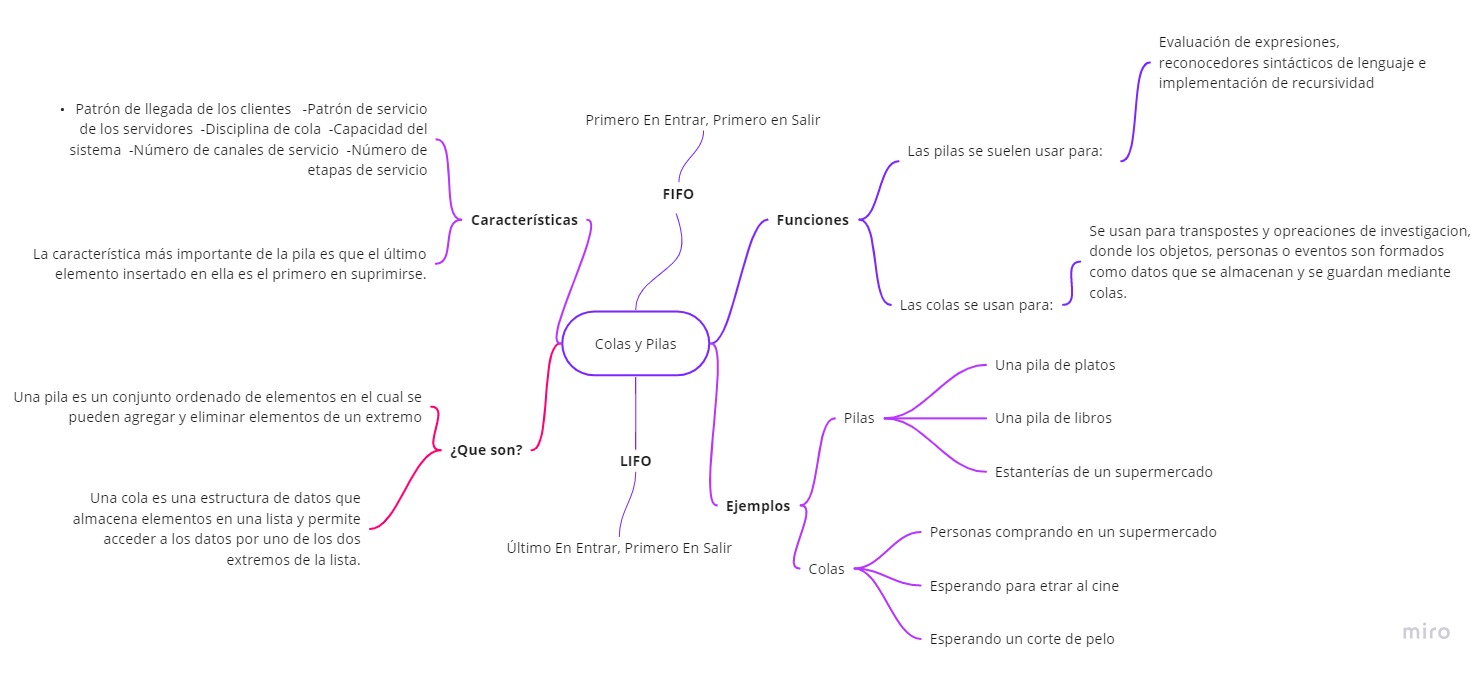 Evaluación de expresiones,
reconocedores sintácticos de lenguaje e
implementación de recursividad
• Patrón de llegada de los clientes -Patrón de servicio
de los servidores -Disciplina de cola -Capacidad del
sistema -Número de canales de servicio -Número de
etapas de servicio
Primero En Entrar, Primero en Salir
Las pilas se suelen usar para:
FIFO
Características
Funciones
La característica más importante de la pila es que el último
elemento insertado en ella es el primero en suprimirse.
Se usan para transpostes y opreaciones de investigacion,
donde los objetos, personas o eventos son formados
como datos que se almacenan y se guardan mediante
colas.
Las colas se usan para:
Colas y Pilas
Una pila es un conjunto ordenado de elementos en el cual se
pueden agregar y eliminar elementos de un extremo
¿Que son?
Una cola es una estructura de datos que
almacena elementos en una lista y permite
acceder a los datos por uno de los dos
extremos de la lista.
LIFO
Último En Entrar, Primero En Salir
Ejemplos
Pilas
Una pila de platos
Una pila de libros
Estanterías de un supermercado
Colas
Personas comprando en un supermercado
Esperando para etrar al cine
Esperando un corte de pelo
miro